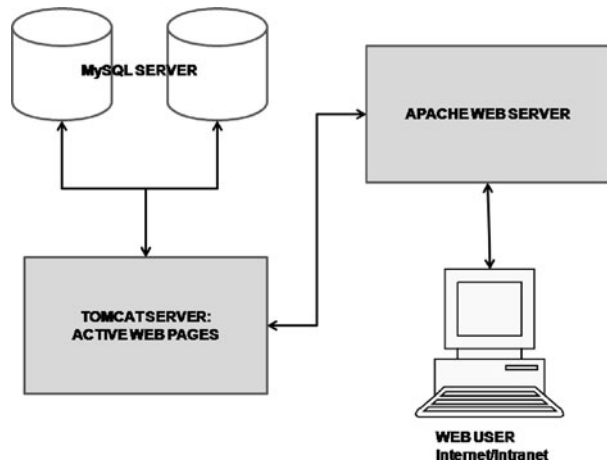 MySQL SERVER
APACHE WEB SERVER
TOMCAT SERVER:
ACTIVE WEB PAGES
WEB USER
Internet/Intranet